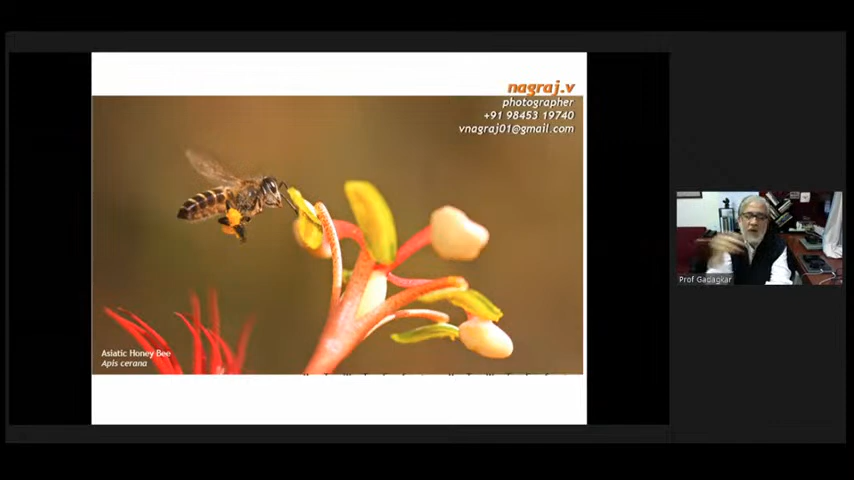 nagraj.v
photographer
+91 98453 19740
vnagraj01@gmail.com
Asiatic Honey Bee
Apis cerana
Prof Gadagkar